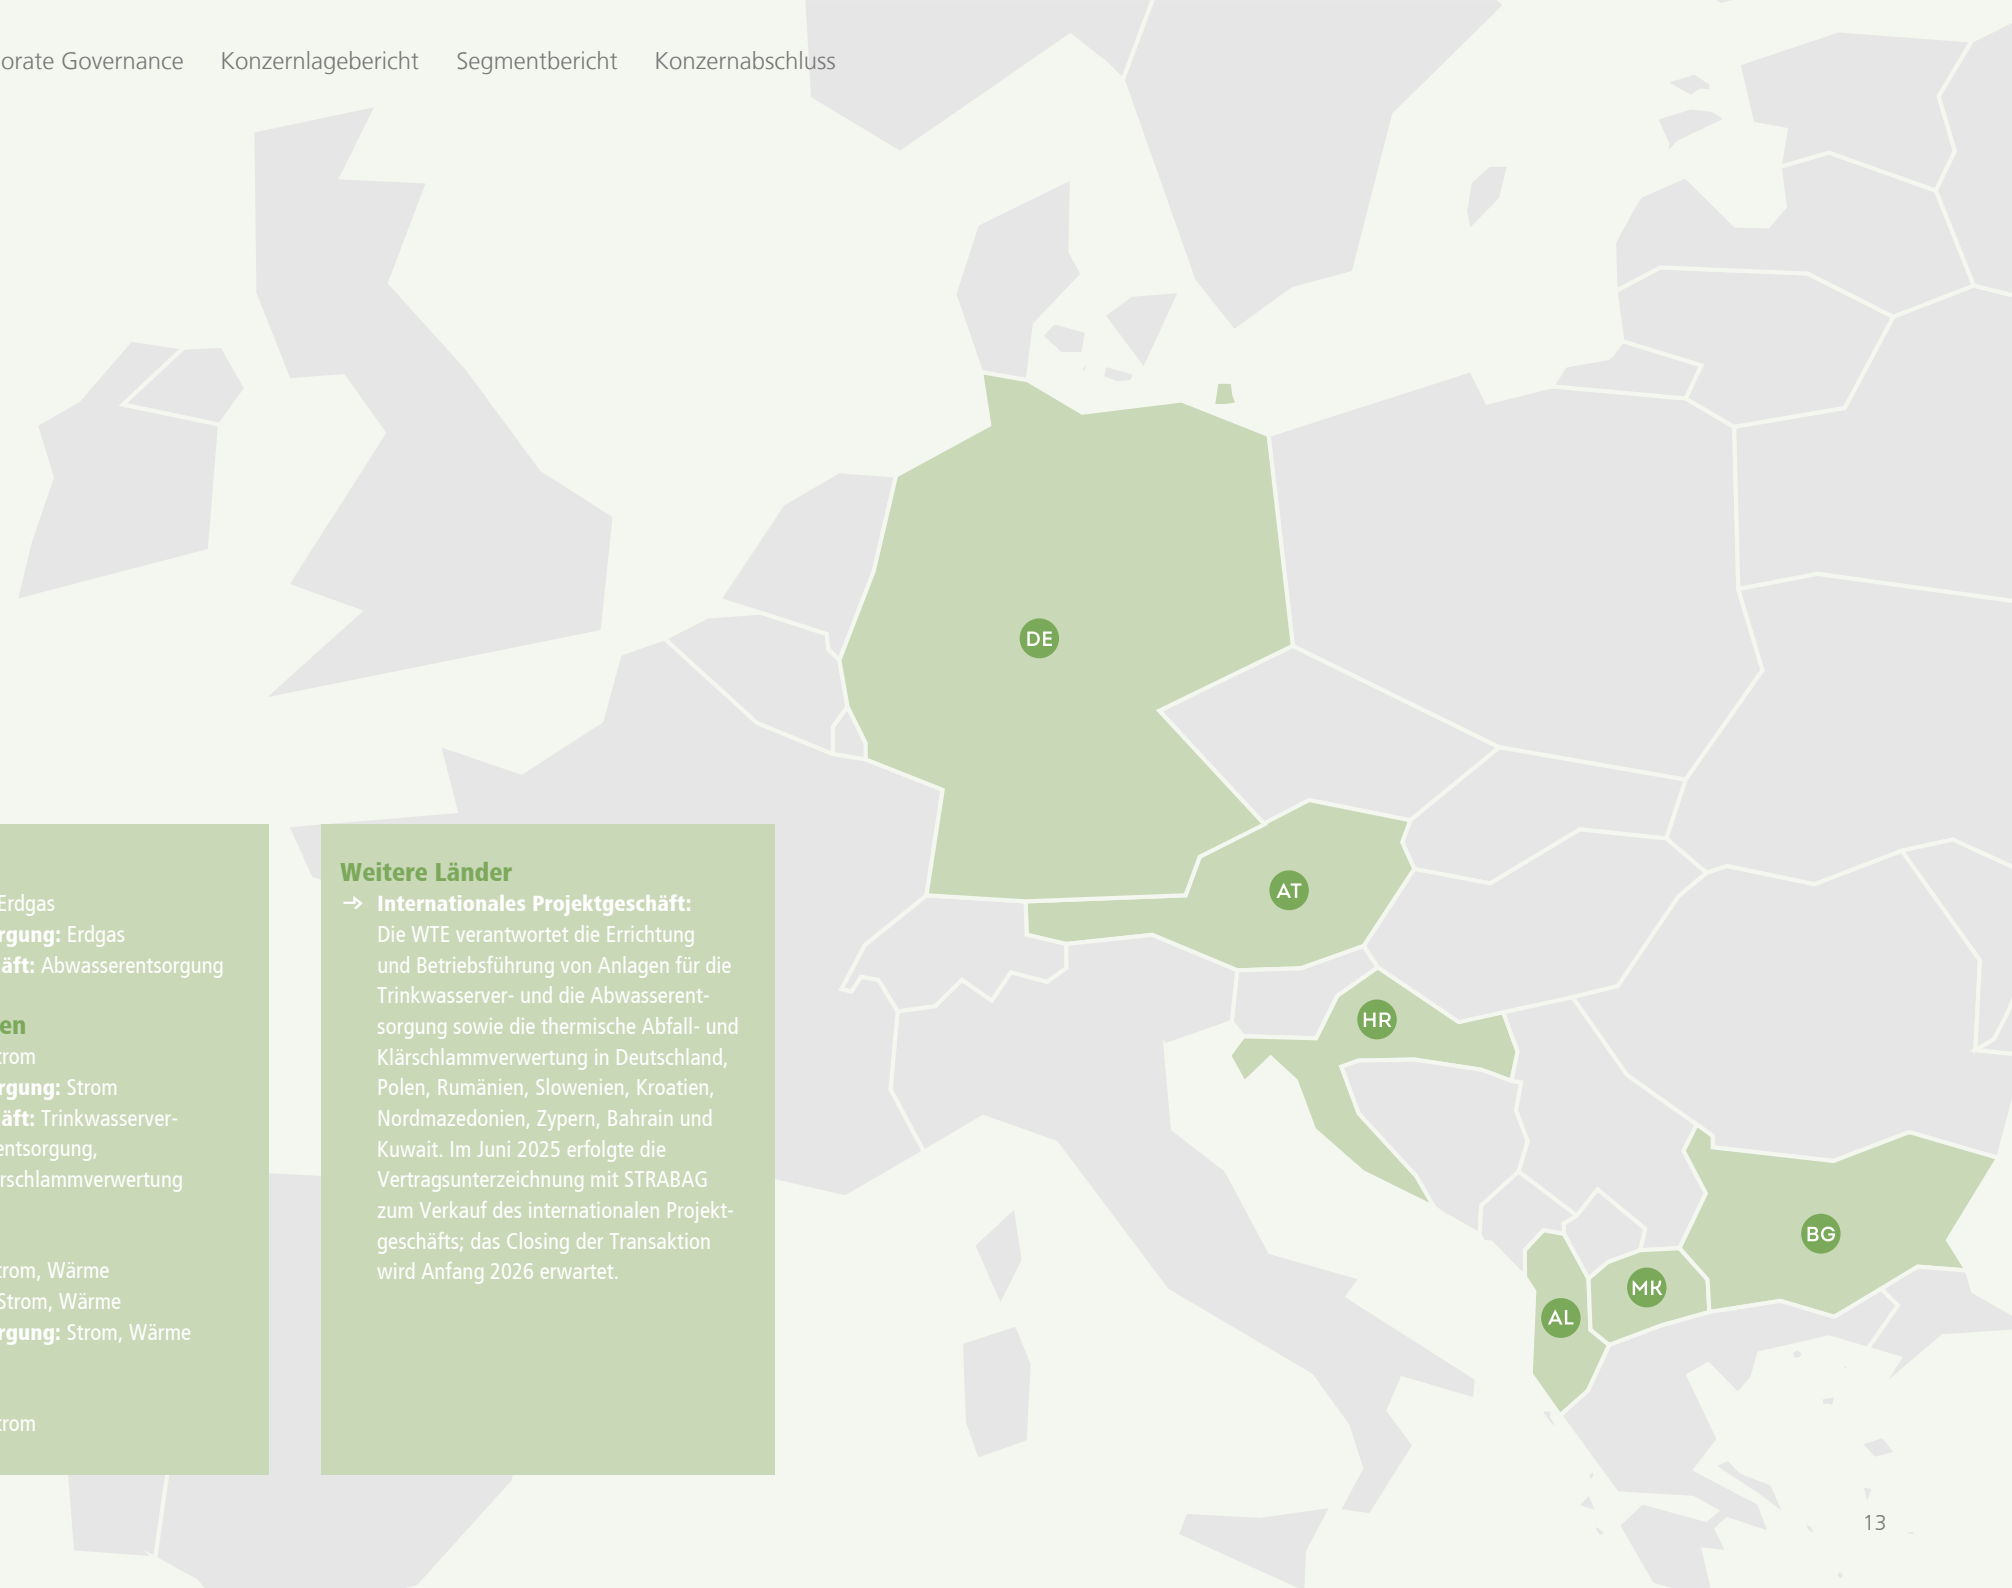 orate Governance Konzernlagebericht Segmentbericht Konzernabschluss
Erdgas
rgung: Erdgas
äft: Abwasserentsorgung
en
trom
rgung: Strom
äft: Trinkwasserver-
entsorgung,
rschlammverwertung
trom, Wärme
Strom, Wärme
rgung: Strom, Wärme
trom
Weitere Länder
→ Internationales Projektgeschäft:
Die WTE verantwortet die Errichtung
und Betriebsführung von Anlagen für die
Trinkwasserver- und die Abwasserent-
sorgung sowie die thermische Abfall- und
Klärschlammverwertung in Deutschland,
Polen, Rumänien, Slowenien, Kroatien,
Nordmazedonien, Zypern, Bahrain und
Kuwait. Im Juni 2025 erfolgte die
Vertragsunterzeichnung mit STRABAG
zum Verkauf des internationalen Projekt-
geschäfts; das Closing der Transaktion
wird Anfang 2026 erwartet.
DE
AT
HR
BG
MK
AL
13